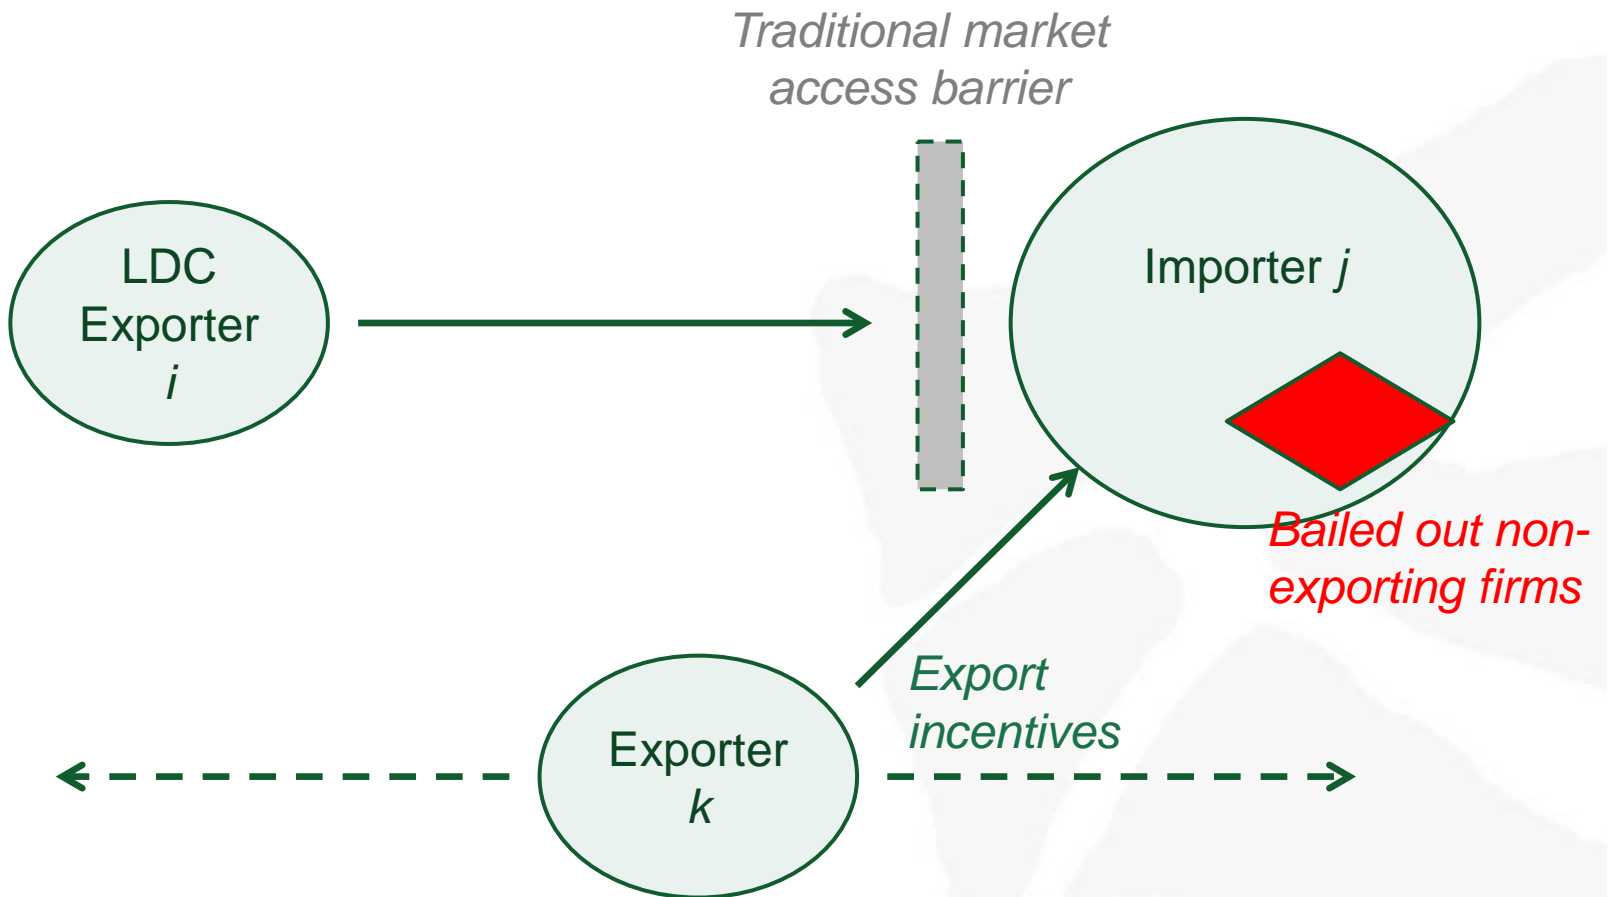 Traditional market
access barrier
LDC
Exporter
i
Importer j
Bailed out non-
exporting firms
Export
incentives
Exporter
k